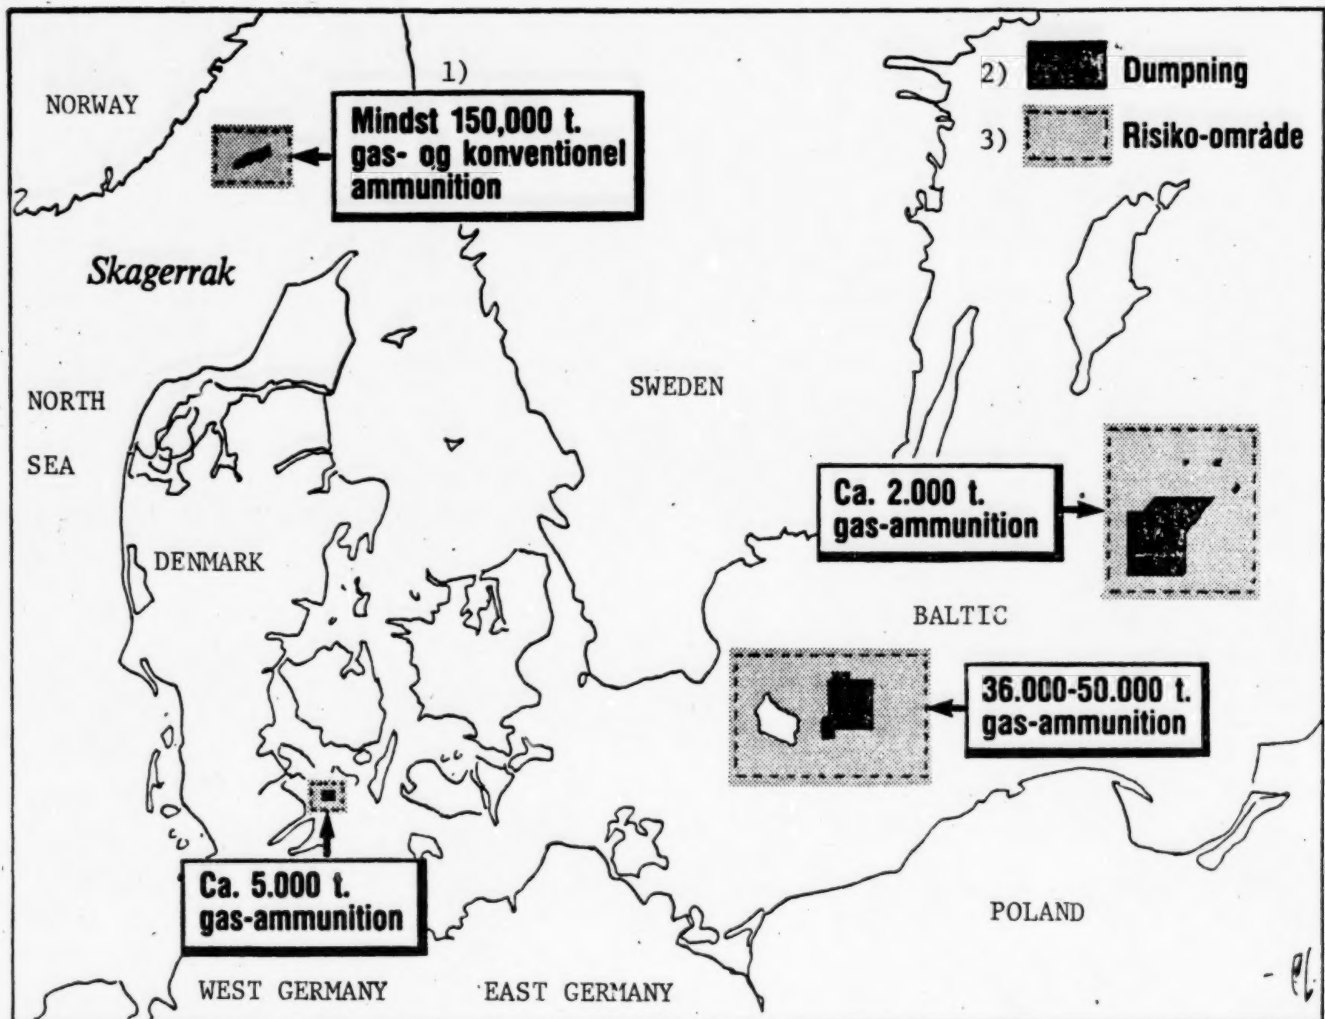 1)
NORWAY
Mindst 150,000 t.
gas- og konventionel
ammunition
2) Dumpning
3) Risiko-område
Skagerrak
NORTH
SEA
SWEDEN
DENMARK
Ca. 2.000 t.
gas-ammunition
BALTIC
36.000-50.000 t.
gas-ammunition
Ca. 5.000 t.
gas-ammunition
POLAND
WEST GERMANY
EAST GERMANY